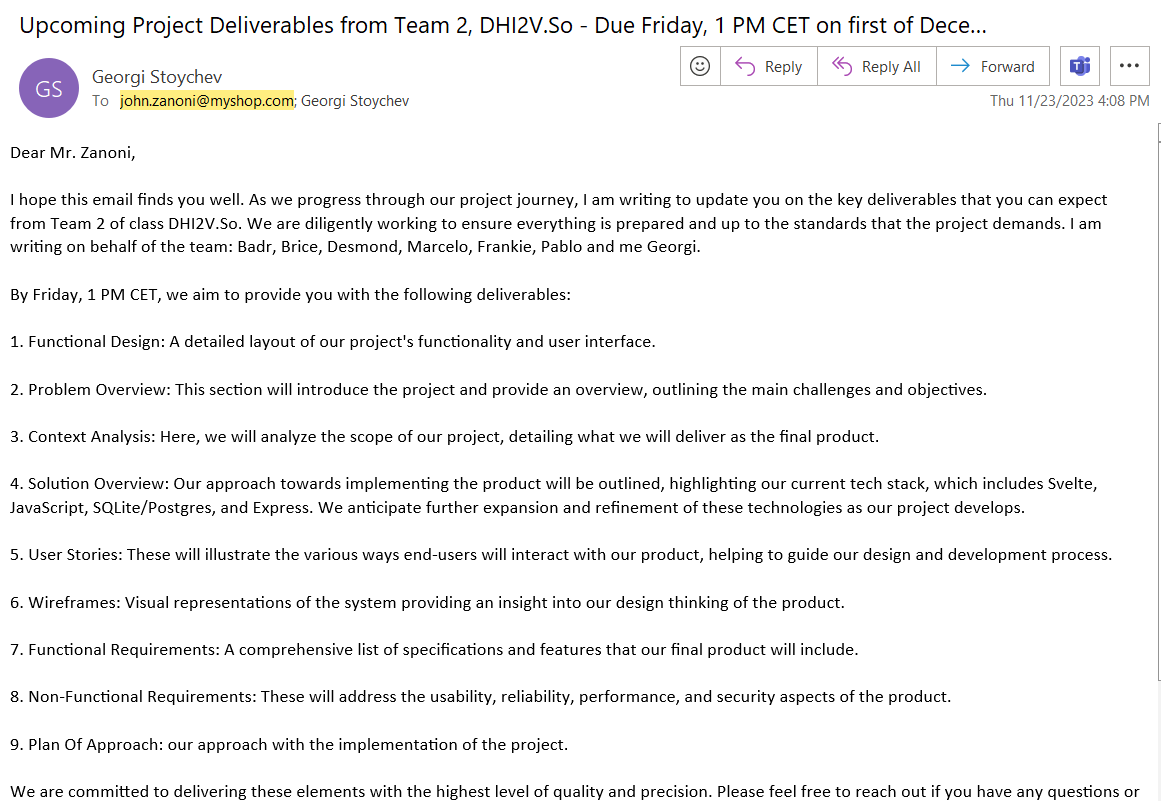 Upcoming Project Deliverables from Team 2, DHI2V.So - Due Friday, 1 PM CET on first of Dece...
GS
Georgi Stoychev
To john.zanoni@myshop.com; Georgi Stoychev
Reply
Reply All
Forward
Thu 11/23/2023 4:08 PM
Dear Mr. Zanoni,
I hope this email finds you well. As we progress through our project journey, I am writing to update you on the key deliverables that you can expect
from Team 2 of class DHI2V.So. We are diligently working to ensure everything is prepared and up to the standards that the project demands. I am
writing on behalf of the team: Badr, Brice, Desmond, Marcelo, Frankie, Pablo and me Georgi.
By Friday, 1 PM CET, we aim to provide you with the following deliverables:
1. Functional Design: A detailed layout of our project's functionality and user interface.
2. Problem Overview: This section will introduce the project and provide an overview, outlining the main challenges and objectives.
3. Context Analysis: Here, we will analyze the scope of our project, detailing what we will deliver as the final product.
4. Solution Overview: Our approach towards implementing the product will be outlined, highlighting our current tech stack, which includes Svelte,
JavaScript, SQLite/Postgres, and Express. We anticipate further expansion and refinement of these technologies as our project develops.
5. User Stories: These will illustrate the various ways end-users will interact with our product, helping to guide our design and development process.
6. Wireframes: Visual representations of the system providing an insight into our design thinking of the product.
7. Functional Requirements: A comprehensive list of specifications and features that our final product will include.
8. Non-Functional Requirements: These will address the usability, reliability, performance, and security aspects of the product.
9. Plan Of Approach: our approach with the implementation of the project.
We are committed to delivering these elements with the highest level of quality and precision. Please feel free to reach out if you have any questions or